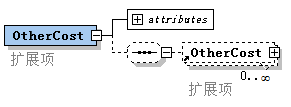 attributes
OtherCost
扩展项
OtherCost
0..∞
扩展项